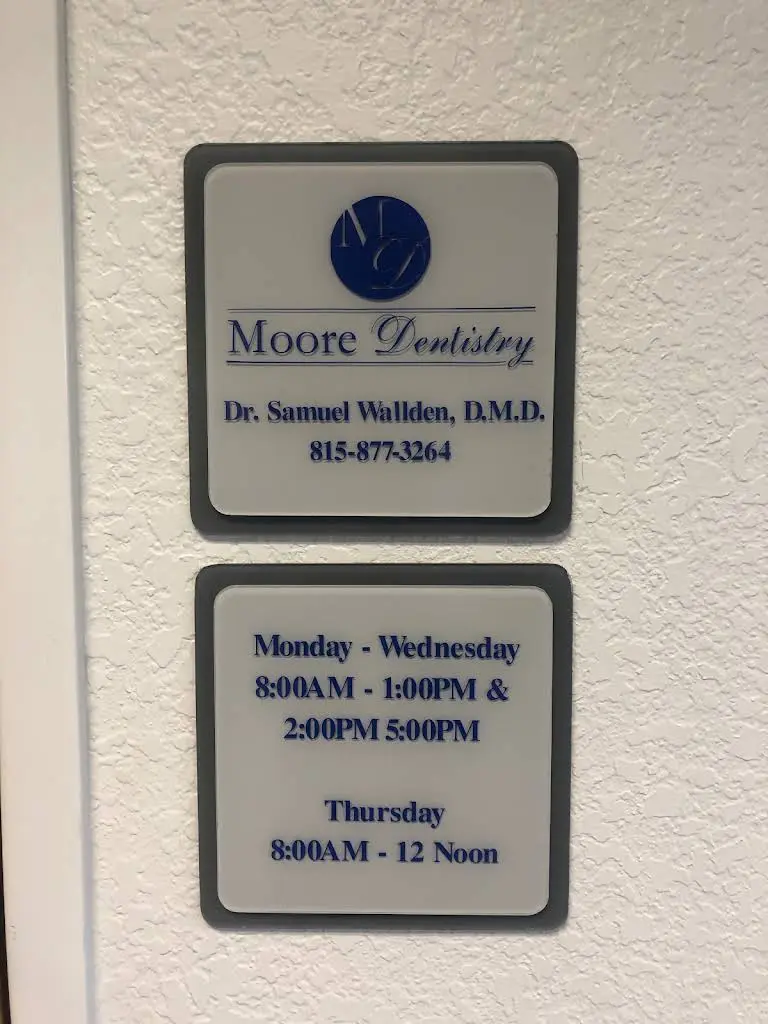 MD
Moore Dentistry
Dr. Samuel Wallden, D.M.D.
815-877-3264
Monday - Wednesday
8:00AM - 1:00PM &
2:00PM 5:00PM
Thursday
8:00AM - 12 Noon